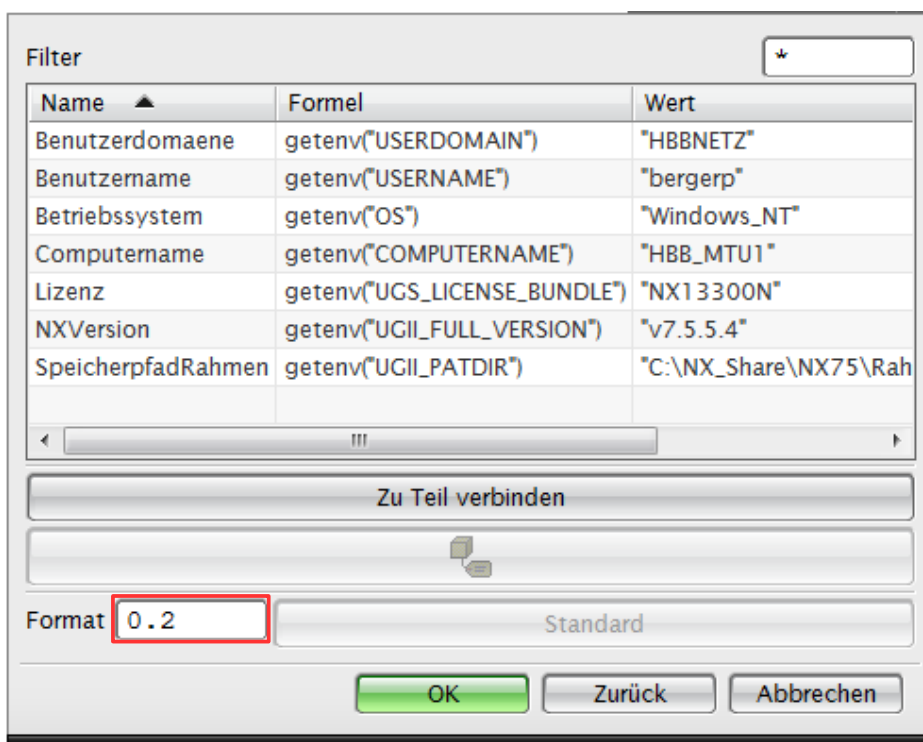 Filter *
Name Formel Wert
Benutzerdomaene getenv("USERDOMAIN") "HBBNETZ"
Benutzername getenv("USERNAME") "bergerp"
Betriebssystem getenv("OS") "Windows_NT"
Computername getenv("COMPUTERNAME") "HBB_MTU1"
Lizenz getenv("UGS_LICENSE_BUNDLE") "NX13300N"
NXVersion getenv("UGII_FULL_VERSION") "v7.5.5.4"
SpeicherpfadRahmen getenv("UGII_PATDIR") "C:\NX_Share\NX75\Rah
Zu Teil verbinden
Format 0.2 Standard
OK Zurück Abbrechen